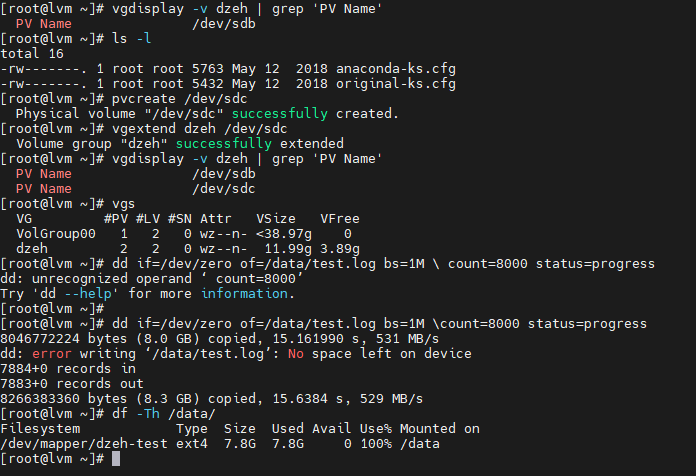 [root@lvm ~]# vgdisplay -v dzeh | grep 'PV Name'
  PV Name               /dev/sdb
[root@lvm ~]# ls -l
total 16
-rw-------. 1 root root 5763 May 12  2018 anaconda-ks.cfg
-rw-------. 1 root root 5432 May 12  2018 original-ks.cfg
[root@lvm ~]# pvcreate /dev/sdc
  Physical volume "/dev/sdc" successfully created.
[root@lvm ~]# vgextend dzeh /dev/sdc
  Volume group "dzeh" successfully extended
[root@lvm ~]# vgdisplay -v dzeh | grep 'PV Name'
  PV Name               /dev/sdb
  PV Name               /dev/sdc
[root@lvm ~]# vgs
  VG         #PV #LV #SN Attr   VSize   VFree
  VolGroup00   1   2   0 wz--n- <38.97g    0
  dzeh         2   2   0 wz--n-  11.99g 3.89g
[root@lvm ~]# dd if=/dev/zero of=/data/test.log bs=1M \ count=8000 status=progress
dd: unrecognized operand ‘ count=8000’
Try 'dd --help' for more information.
[root@lvm ~]#
[root@lvm ~]# dd if=/dev/zero of=/data/test.log bs=1M \count=8000 status=progress
8046772224 bytes (8.0 GB) copied, 15.161990 s, 531 MB/s
dd: error writing ‘/data/test.log’: No space left on device
7884+0 records in
7883+0 records out
8266383360 bytes (8.3 GB) copied, 15.6384 s, 529 MB/s
[root@lvm ~]# df -Th /data/
Filesystem            Type  Size  Used Avail Use% Mounted on
/dev/mapper/dzeh-test ext4  7.8G  7.8G     0 100% /data
[root@lvm ~]#